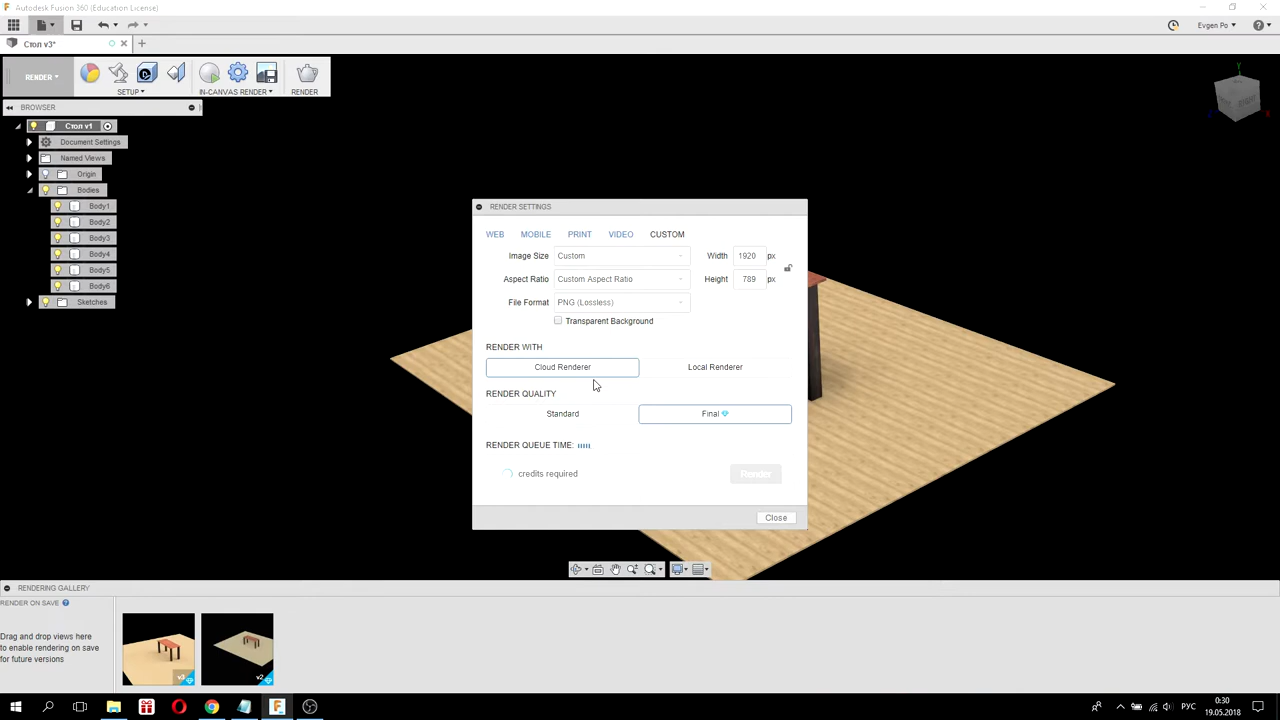 Autodesk Fusion 360 (Education License)
Evgen Po
Стол v3*
RENDER
SETUP
IN-CANVAS RENDER
RENDER
BROWSER
Стол v1
Document Settings
Named Views
Origin
Bodies
Body1
Body2
Body3
Body4
Body5
Body6
Sketches
RIGHT
RENDER SETTINGS
WEB MOBILE PRINT VIDEO CUSTOM
Image Size Custom Width 1920 px
Aspect Ratio Custom Aspect Ratio Height 789 px
File Format PNG (Lossless)
Transparent Background
RENDER WITH
Cloud Renderer Local Renderer
RENDER QUALITY
Standard Final
RENDER QUEUE TIME:
credits required Render
Close
RENDERING GALLERY
RENDER ON SAVE
Drag and drop views here
to enable rendering on save
for future versions
v3
v2
РУС
0:30
19.05.2018